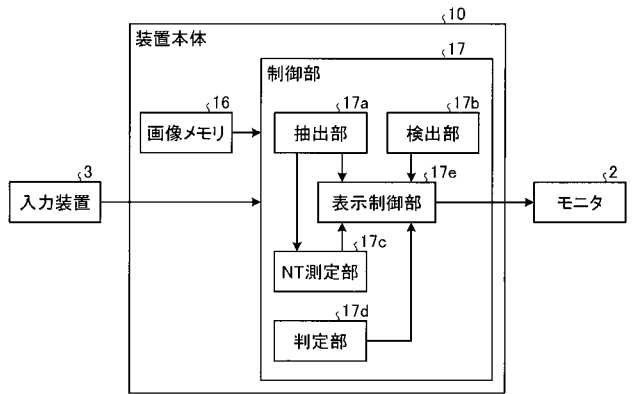 10
装置本体
17
制御部
16
画像メモリ
17a
抽出部
17b
検出部
3
入力装置
17e
表示制御部
2
モニタ
17c
NT測定部
17d
判定部